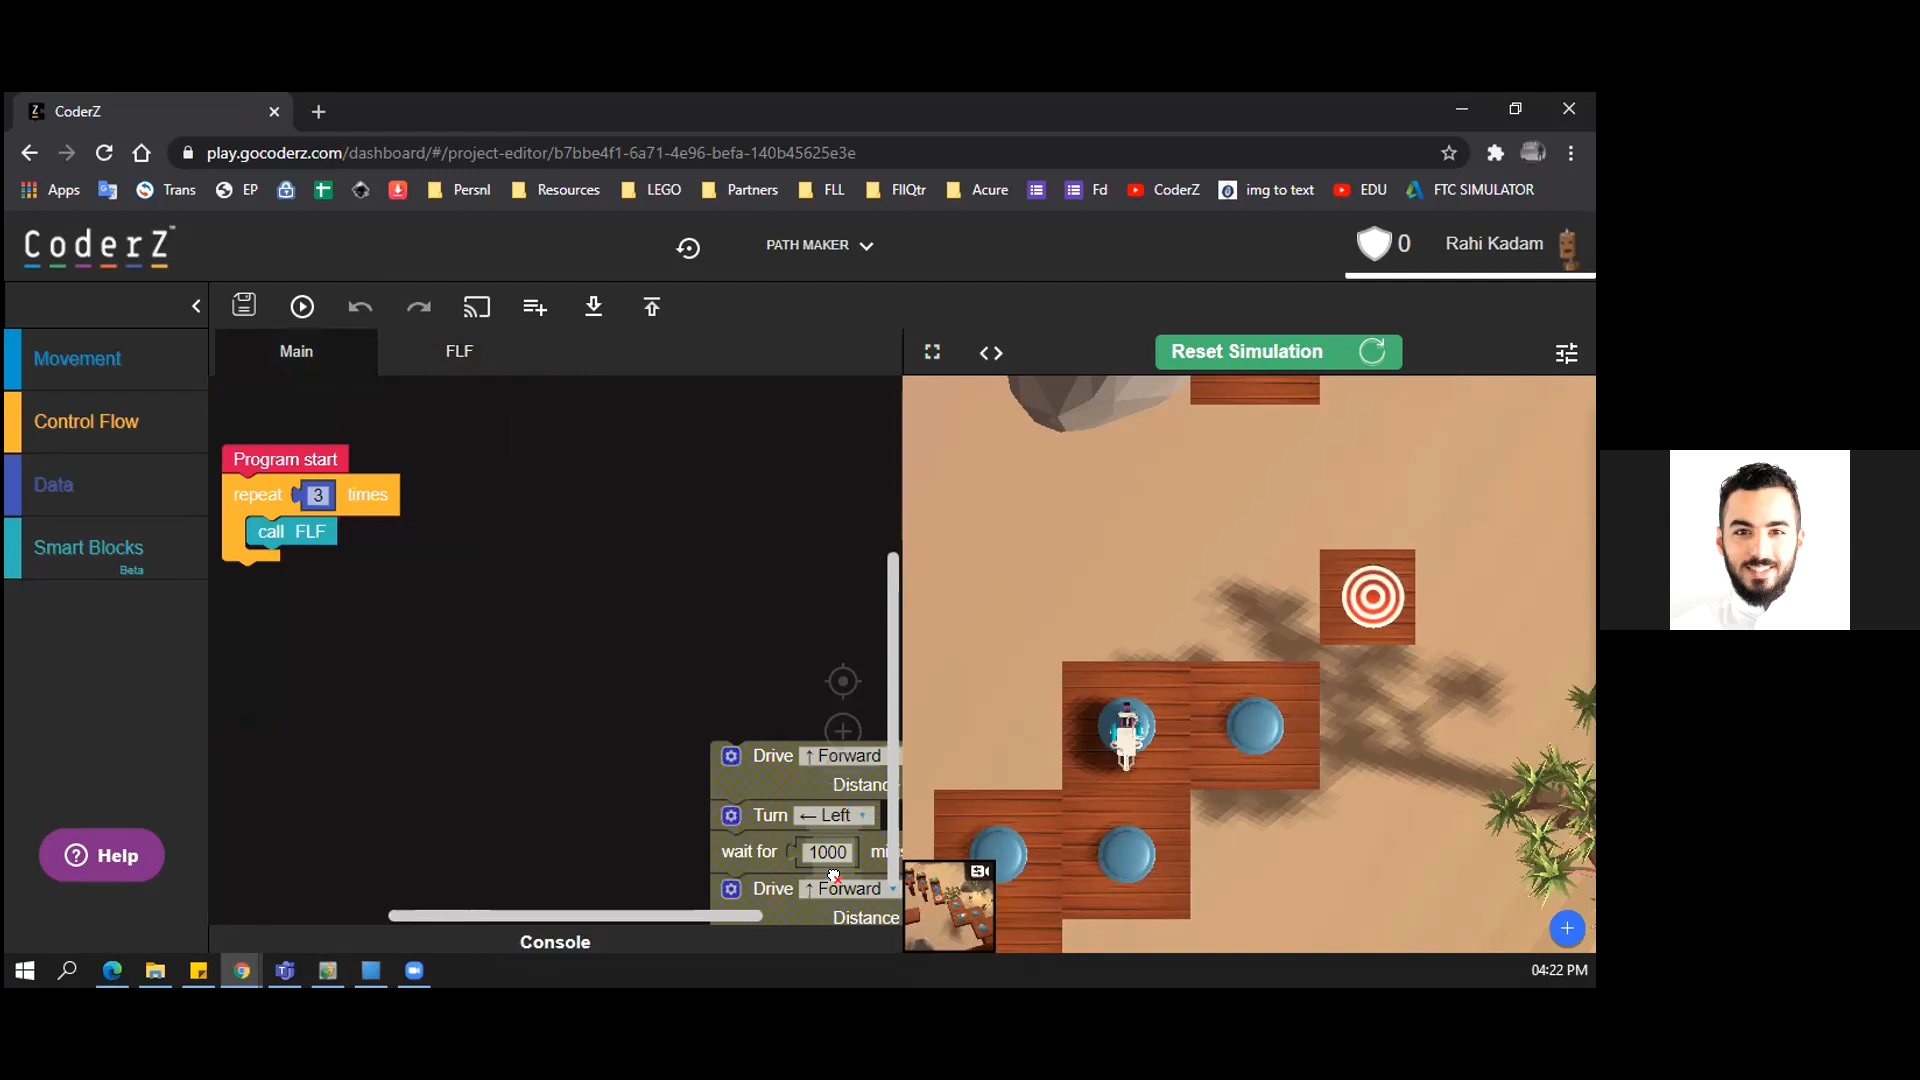 CoderZ
play.gocoderz.com/dashboard/#/project-editor/b7bbe4f1-6a71-4e96-befa-140b45625e3e
Apps Trans EP Persnl Resources LEGO Partners FLL FllQtr Acure Fd CoderZ img to text EDU FTC SIMULATOR
CoderZ
PATH MAKER
0 Rahi Kadam
Movement
Control Flow
Data
Smart Blocks
Beta
Help
Main FLF
Reset Simulation
Program start
repeat 3 times
call FLF
Drive ↑ Forward
Distanc
Turn ← Left
wait for 1000 mi
Drive ↑ Forward
Distance
Console
04:22 PM